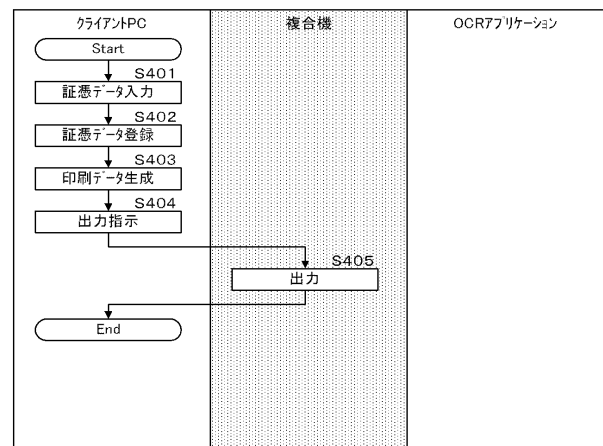 クライアントPC
複合機
OCRアプリケーション
Start
S401
証憑データ入力
S402
証憑データ登録
S403
印刷データ生成
S404
出力指示
S405
出力
End